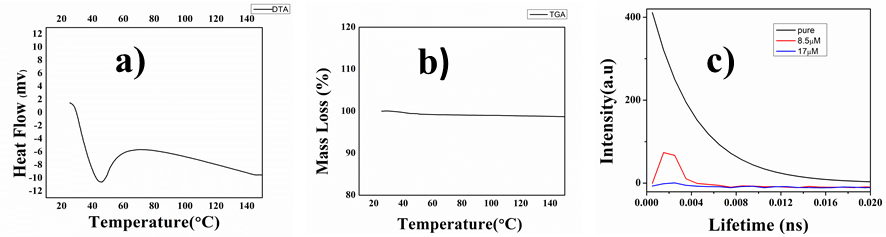 DTA
20 40 60 80 100 120 140
12
10
8
6
4
2
0
-2
-4
-6
-8
-10
-12
Heat Flow (mv)
a)
20 40 60 80 100 120 140
Temperature(°C)
TGA
120
110
100
90
80
Mass Loss (%)
b)
20 40 60 80 100 120 140
Temperature(°C)
400
200
0
Intensity(a.u)
pure
8.5µM
17µM
c)
0.000 0.004 0.008 0.012 0.016 0.020
Lifetime (ns)